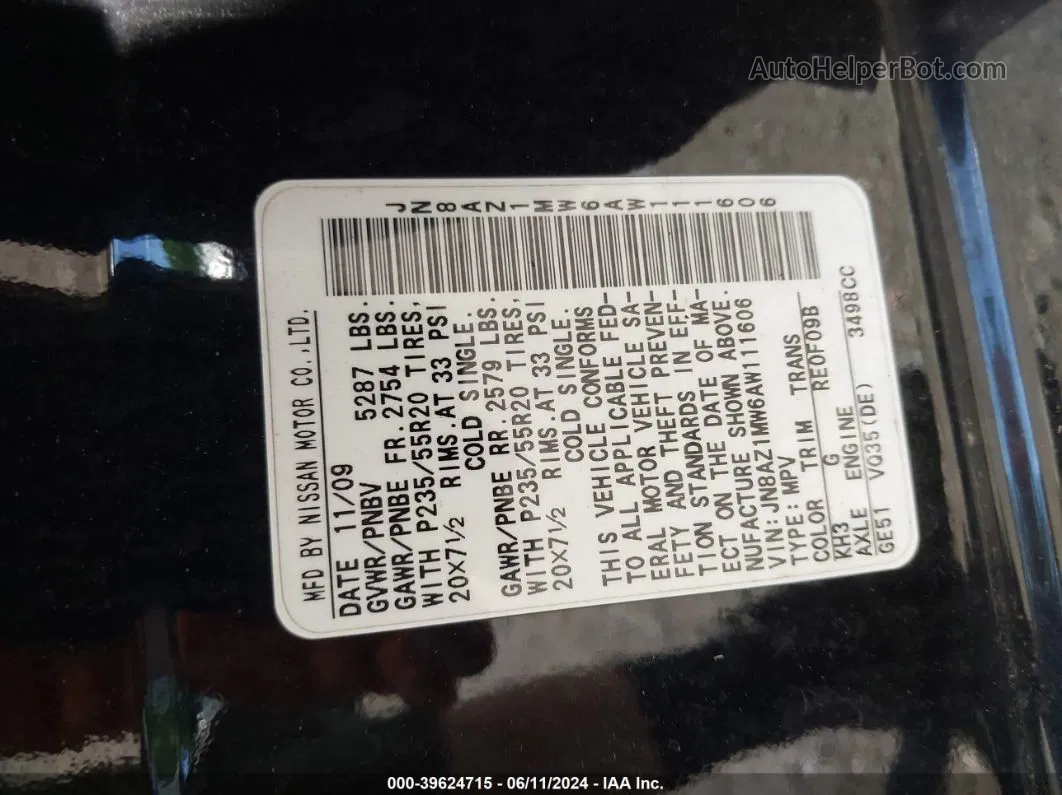 AutoHelperBot.com
MFD BY NISSAN MOTOR CO.,LTD.
DATE 11/09
GVWR/PNBV 5287 LBS.
GAWR/PNBE FR.2754 LBS.
WITH P235/55R20 TIRES,
20X7½ RIMS.AT 33 PSI
COLD SINGLE.
GAWR/PNBE RR.2579 LBS.
WITH P235/55R20 TIRES,
20X7½ RIMS.AT 33 PSI
COLD SINGLE.
THIS VEHICLE CONFORMS
TO ALL APPLICABLE FED-
ERAL MOTOR VEHICLE SA-
FETY AND THEFT PREVEN-
TION STANDARDS IN EFF-
ECT ON THE DATE OF MA-
NUFACTURE SHOWN ABOVE.
VIN:JN8AZ1MW6AW111606
TYPE:MPV
COLOR TRIM TRANS
KH3 G RE0F09B
AXLE ENGINE
GE51 VQ35(DE) 3498CC
JN8AZ1MW6AW111606
000-39624715 - 06/11/2024 - IAA Inc.